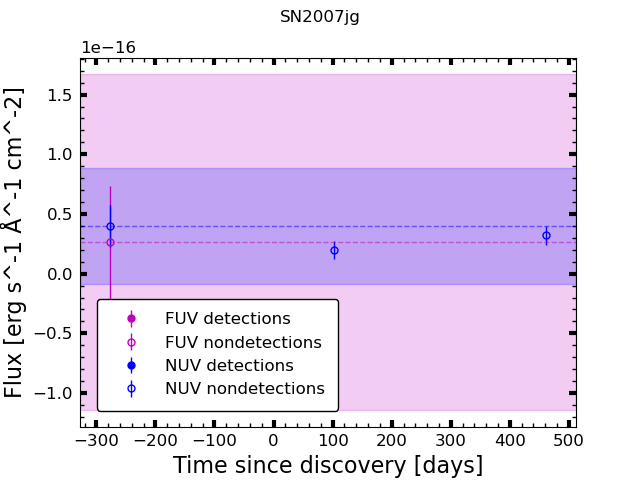 SN2007jg
1e−16
1.5
1.0
0.5
0.0
−0.5
−1.0
Flux [erg s^-1 Å^-1 cm^-2]
FUV detections
FUV nondetections
NUV detections
NUV nondetections
−300 −200 −100 0 100 200 300 400 500
Time since discovery [days]